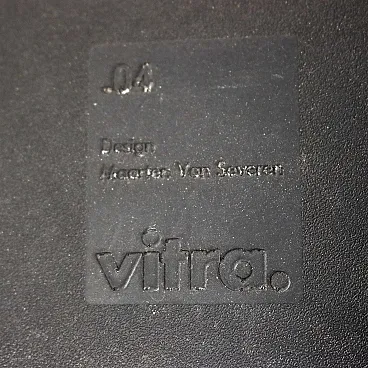 .04
Design
Maarten Van Severen
vitra.